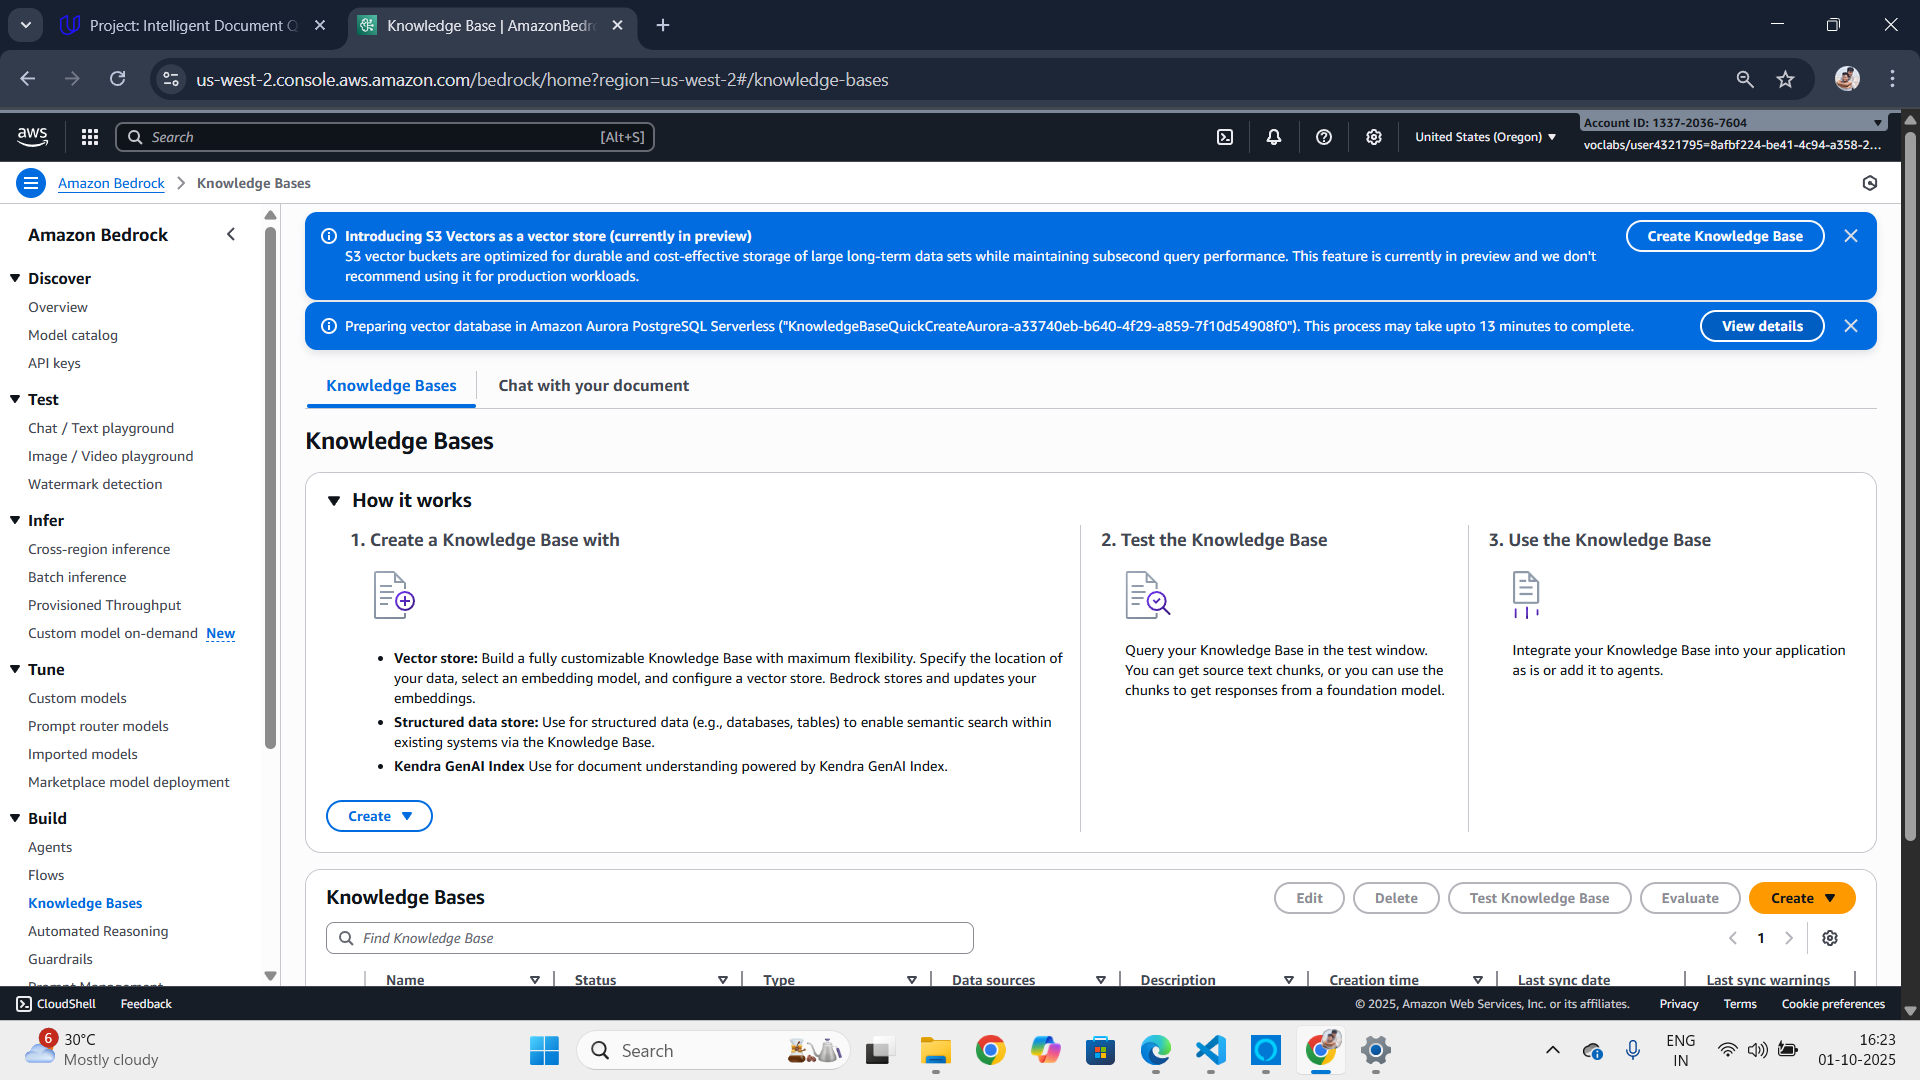 Project: Intelligent Document Q
Knowledge Base | AmazonBedr
us-west-2.console.aws.amazon.com/bedrock/home?region=us-west-2#/knowledge-bases
aws
Search
[Alt+S]
United States (Oregon)
Account ID: 1337-2036-7604
voclabs/user4321795=8afbf224-be41-4c94-a358-2...
Amazon Bedrock
Knowledge Bases
Amazon Bedrock
Discover
Overview
Model catalog
API keys
Test
Chat / Text playground
Image / Video playground
Watermark detection
Infer
Cross-region inference
Batch inference
Provisioned Throughput
Custom model on-demand New
Tune
Custom models
Prompt router models
Imported models
Marketplace model deployment
Build
Agents
Flows
Knowledge Bases
Automated Reasoning
Guardrails
Prompt Management
Introducing S3 Vectors as a vector store (currently in preview)
S3 vector buckets are optimized for durable and cost-effective storage of large long-term data sets while maintaining subsecond query performance. This feature is currently in preview and we don't
recommend using it for production workloads.
Create Knowledge Base
Preparing vector database in Amazon Aurora PostgreSQL Serverless ("KnowledgeBaseQuickCreateAurora-a33740eb-b640-4f29-a859-7f10d54908f0"). This process may take upto 13 minutes to complete.
View details
Knowledge Bases
Chat with your document
Knowledge Bases
How it works
1. Create a Knowledge Base with
• Vector store: Build a fully customizable Knowledge Base with maximum flexibility. Specify the location of
your data, select an embedding model, and configure a vector store. Bedrock stores and updates your
embeddings.
• Structured data store: Use for structured data (e.g., databases, tables) to enable semantic search within
existing systems via the Knowledge Base.
• Kendra GenAI Index Use for document understanding powered by Kendra GenAI Index.
Create
2. Test the Knowledge Base
Query your Knowledge Base in the test window.
You can get source text chunks, or you can use the
chunks to get responses from a foundation model.
3. Use the Knowledge Base
Integrate your Knowledge Base into your application
as is or add it to agents.
Knowledge Bases
Edit
Delete
Test Knowledge Base
Evaluate
Create
Find Knowledge Base
1
Name
Status
Type
Data sources
Description
Creation time
Last sync date
Last sync warnings
CloudShell
Feedback
© 2025, Amazon Web Services, Inc. or its affiliates.
Privacy
Terms
Cookie preferences
6
30°C
Mostly cloudy
Search
ENG
IN
16:23
01-10-2025